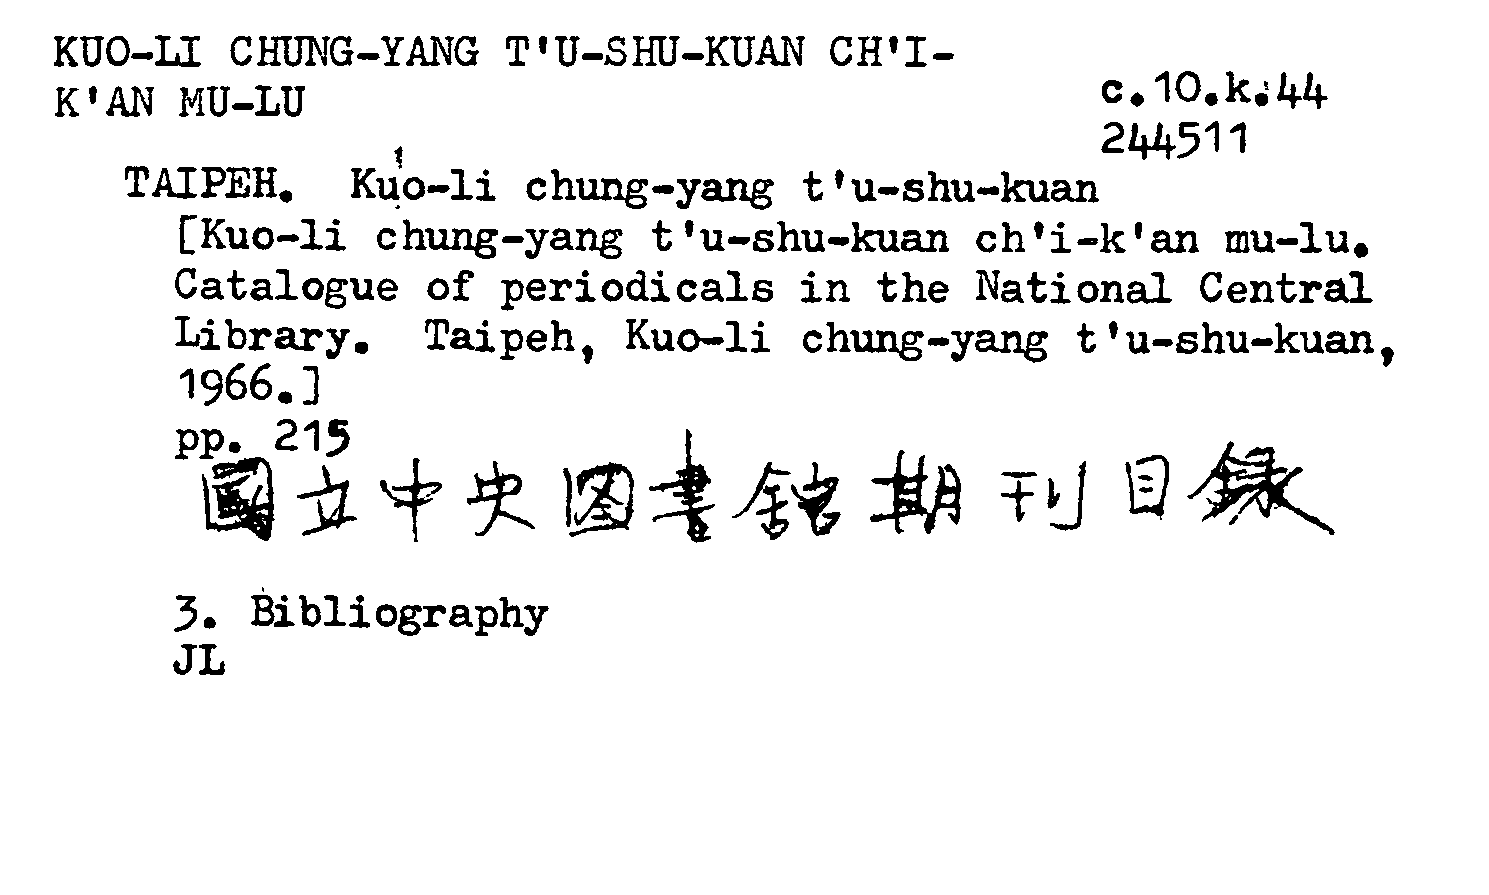 KUO-LI CHUNG-YANG T'U-SHU-KUAN CH'I-
K'AN MU-LU
c.10.k.44
244511
TAIPEH. Kuo-li chung-yang t'u-shu-kuan
[Kuo-li chung-yang t'u-shu-kuan ch'i-k'an mu-lu.
Catalogue of periodicals in the National Central
Library. Taipeh, Kuo-li chung-yang t'u-shu-kuan,
1966.]
pp. 215
國立中央图書舘期刊目錄
3. Bibliography
JL